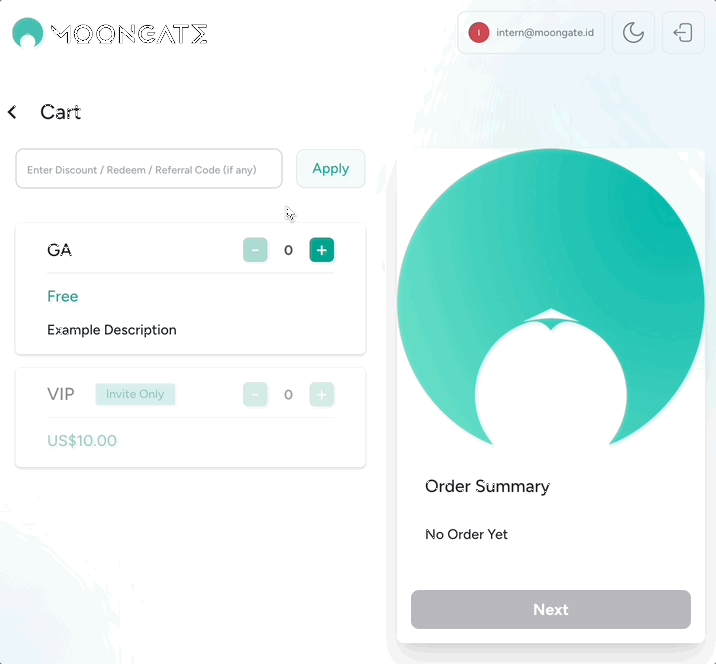 MOONGATE
I intern@moongate.id
Cart
Enter Discount / Redeem / Referral Code (if any)
Apply
GA
- 0 +
Free
Example Description
VIP
Invite Only
- 0 +
US$10.00
Order Summary
No Order Yet
Next